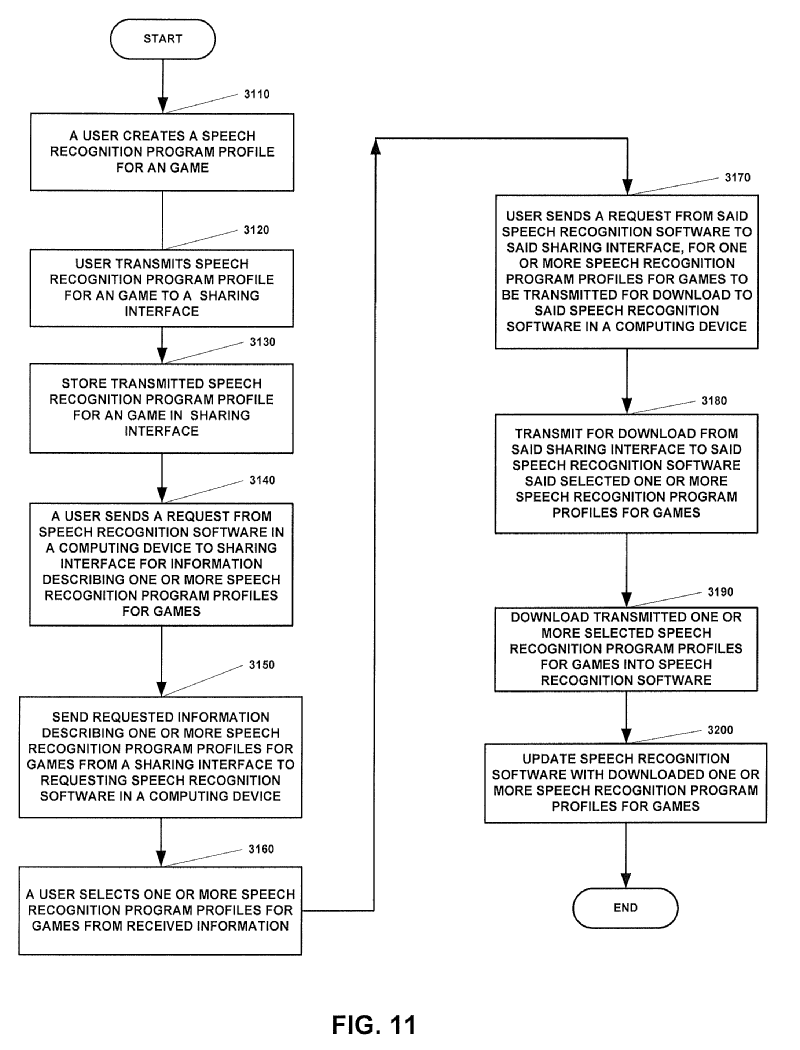 START
3110
A USER CREATES A SPEECH
RECOGNITION PROGRAM PROFILE
FOR AN GAME
3120
USER TRANSMITS SPEECH
RECOGNITION PROGRAM PROFILE
FOR AN GAME TO A SHARING
INTERFACE
3130
STORE TRANSMITTED SPEECH
RECOGNITION PROGRAM PROFILE
FOR AN GAME IN SHARING
INTERFACE
3140
A USER SENDS A REQUEST FROM
SPEECH RECOGNITION SOFTWARE IN
A COMPUTING DEVICE TO SHARING
INTERFACE FOR INFORMATION
DESCRIBING ONE OR MORE SPEECH
RECOGNITION PROGRAM PROFILES
FOR GAMES
3150
SEND REQUESTED INFORMATION
DESCRIBING ONE OR MORE SPEECH
RECOGNITION PROGRAM PROFILES FOR
GAMES FROM A SHARING INTERFACE TO
REQUESTING SPEECH RECOGNITION
SOFTWARE IN A COMPUTING DEVICE
3160
A USER SELECTS ONE OR MORE SPEECH
RECOGNITION PROGRAM PROFILES FOR
GAMES FROM RECEIVED INFORMATION
3170
USER SENDS A REQUEST FROM SAID
SPEECH RECOGNITION SOFTWARE TO
SAID SHARING INTERFACE, FOR ONE
OR MORE SPEECH RECOGNITION
PROGRAM PROFILES FOR GAMES TO
BE TRANSMITTED FOR DOWNLOAD TO
SAID SPEECH RECOGNITION
SOFTWARE IN A COMPUTING DEVICE
3180
TRANSMIT FOR DOWNLOAD FROM
SAID SHARING INTERFACE TO SAID
SPEECH RECOGNITION SOFTWARE
SAID SELECTED ONE OR MORE
SPEECH RECOGNITION PROGRAM
PROFILES FOR GAMES
3190
DOWNLOAD TRANSMITTED ONE OR
MORE SELECTED SPEECH
RECOGNITION PROGRAM PROFILES
FOR GAMES INTO SPEECH
RECOGNITION SOFTWARE
3200
UPDATE SPEECH RECOGNITION
SOFTWARE WITH DOWNLOADED ONE OR
MORE SPEECH RECOGNITION PROGRAM
PROFILES FOR GAMES
END
FIG. 11